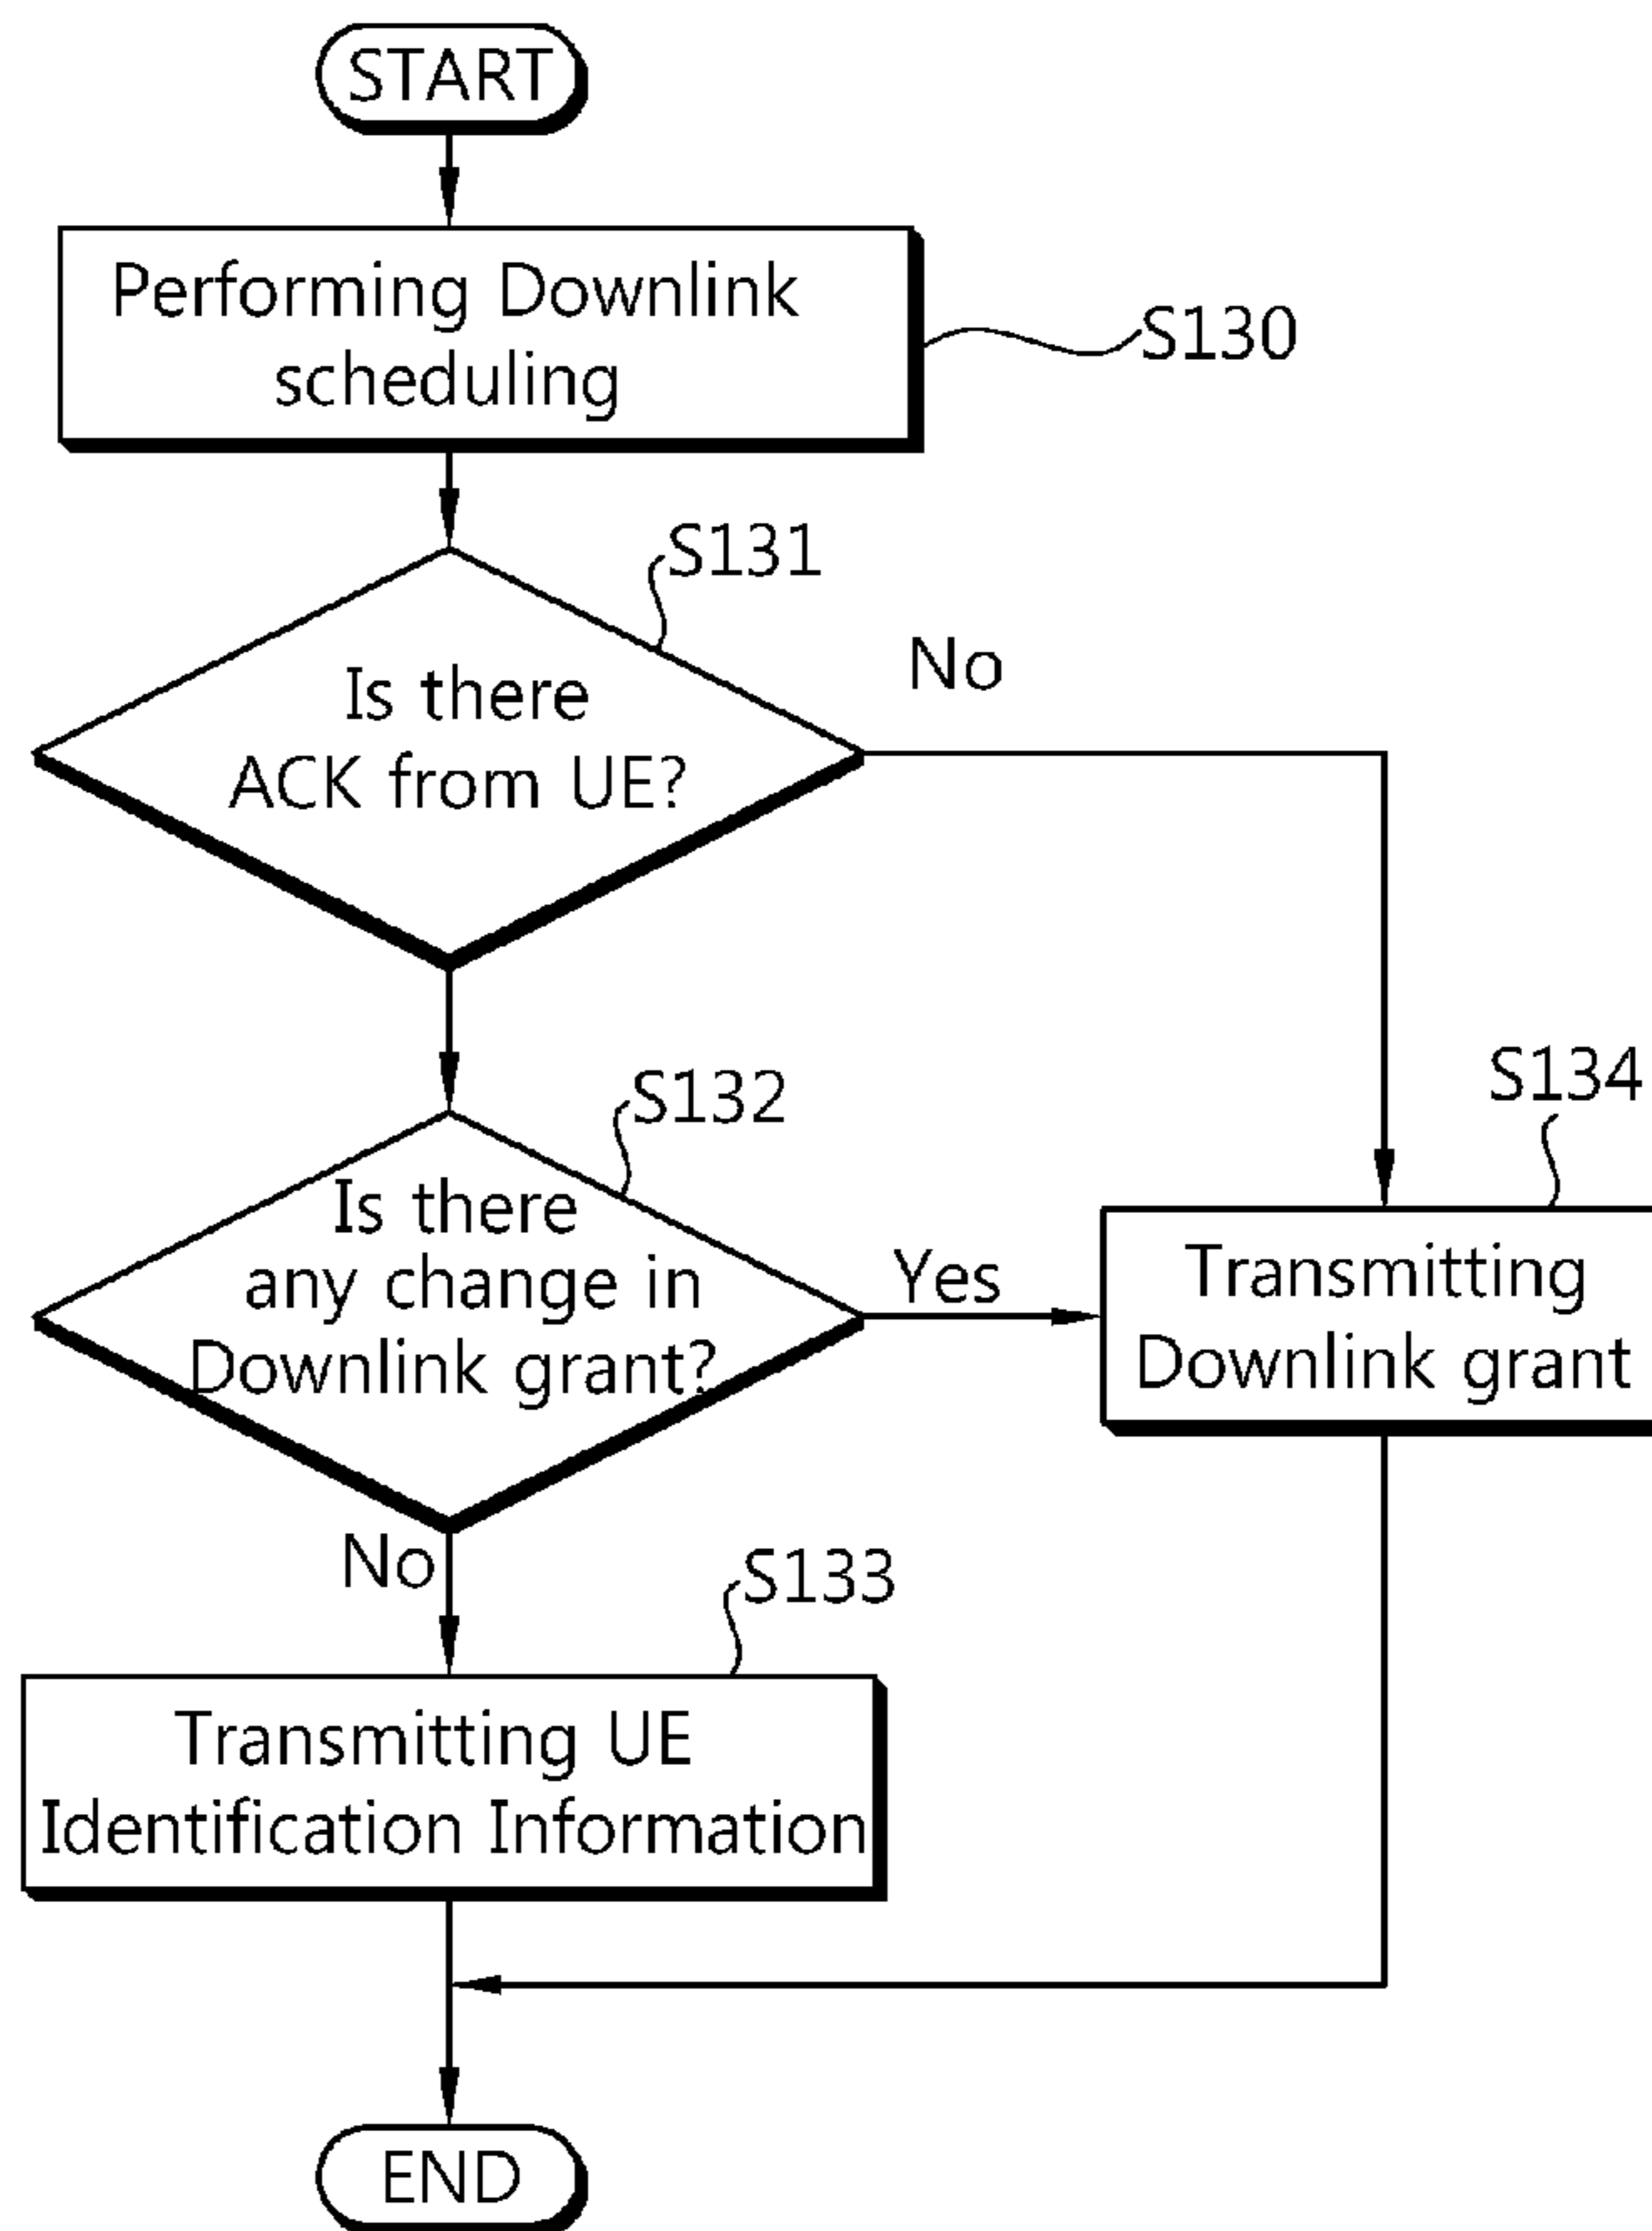 START
Performing Downlink
scheduling
S130
S131
Is there
ACK from UE?
No
S132
Is there
any change in
Downlink grant?
Yes
S134
Transmitting
Downlink grant
No
S133
Transmitting UE
Identification Information
END